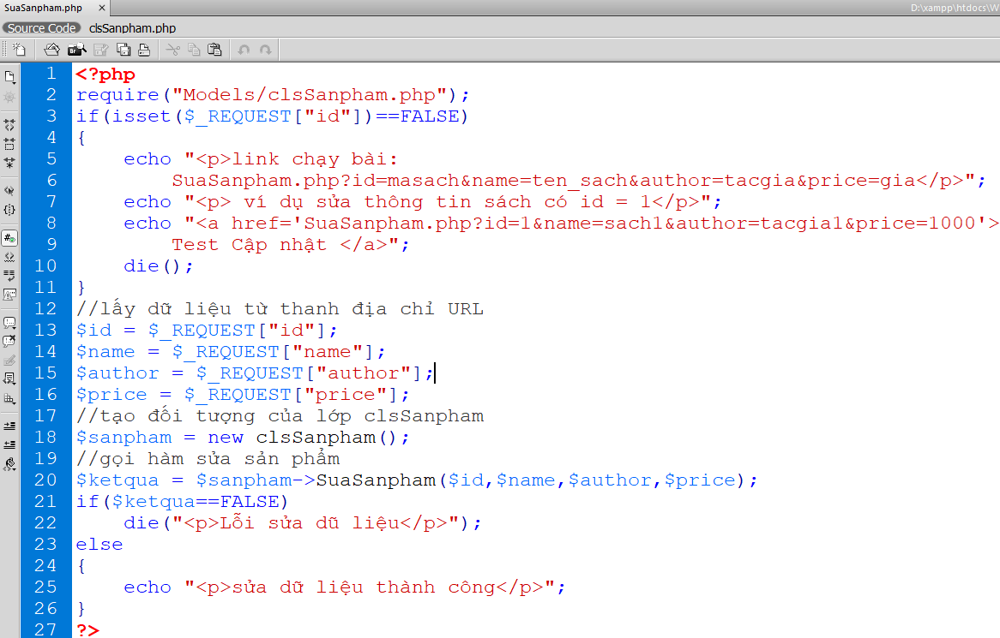 SuaSanpham.php ×
D:\xampp\htdocs\W
Source Code clsSanpham.php
1 <?php
2 require("Models/clsSanpham.php");
3 if(isset($_REQUEST["id"])==FALSE)
4 {
5 echo "<p>link chạy bài:
6 SuaSanpham.php?id=masach&name=ten_sach&author=tacgia&price=gia</p>";
7 echo "<p> ví dụ sửa thông tin sách có id = 1</p>";
8 echo "<a href='SuaSanpham.php?id=1&name=sach1&author=tacgia1&price=1000'>
9 Test Cập nhật </a>";
10 die();
11 }
12 //lấy dữ liệu từ thanh địa chỉ URL
13 $id = $_REQUEST["id"];
14 $name = $_REQUEST["name"];
15 $author = $_REQUEST["author"];
16 $price = $_REQUEST["price"];
17 //tạo đối tượng của lớp clsSanpham
18 $sanpham = new clsSanpham();
19 //gọi hàm sửa sản phẩm
20 $ketqua = $sanpham->SuaSanpham($id,$name,$author,$price);
21 if($ketqua==FALSE)
22 die("<p>Lỗi sửa dũ liệu</p>");
23 else
24 {
25 echo "<p>sửa dữ liệu thành công</p>";
26 }
27 ?>